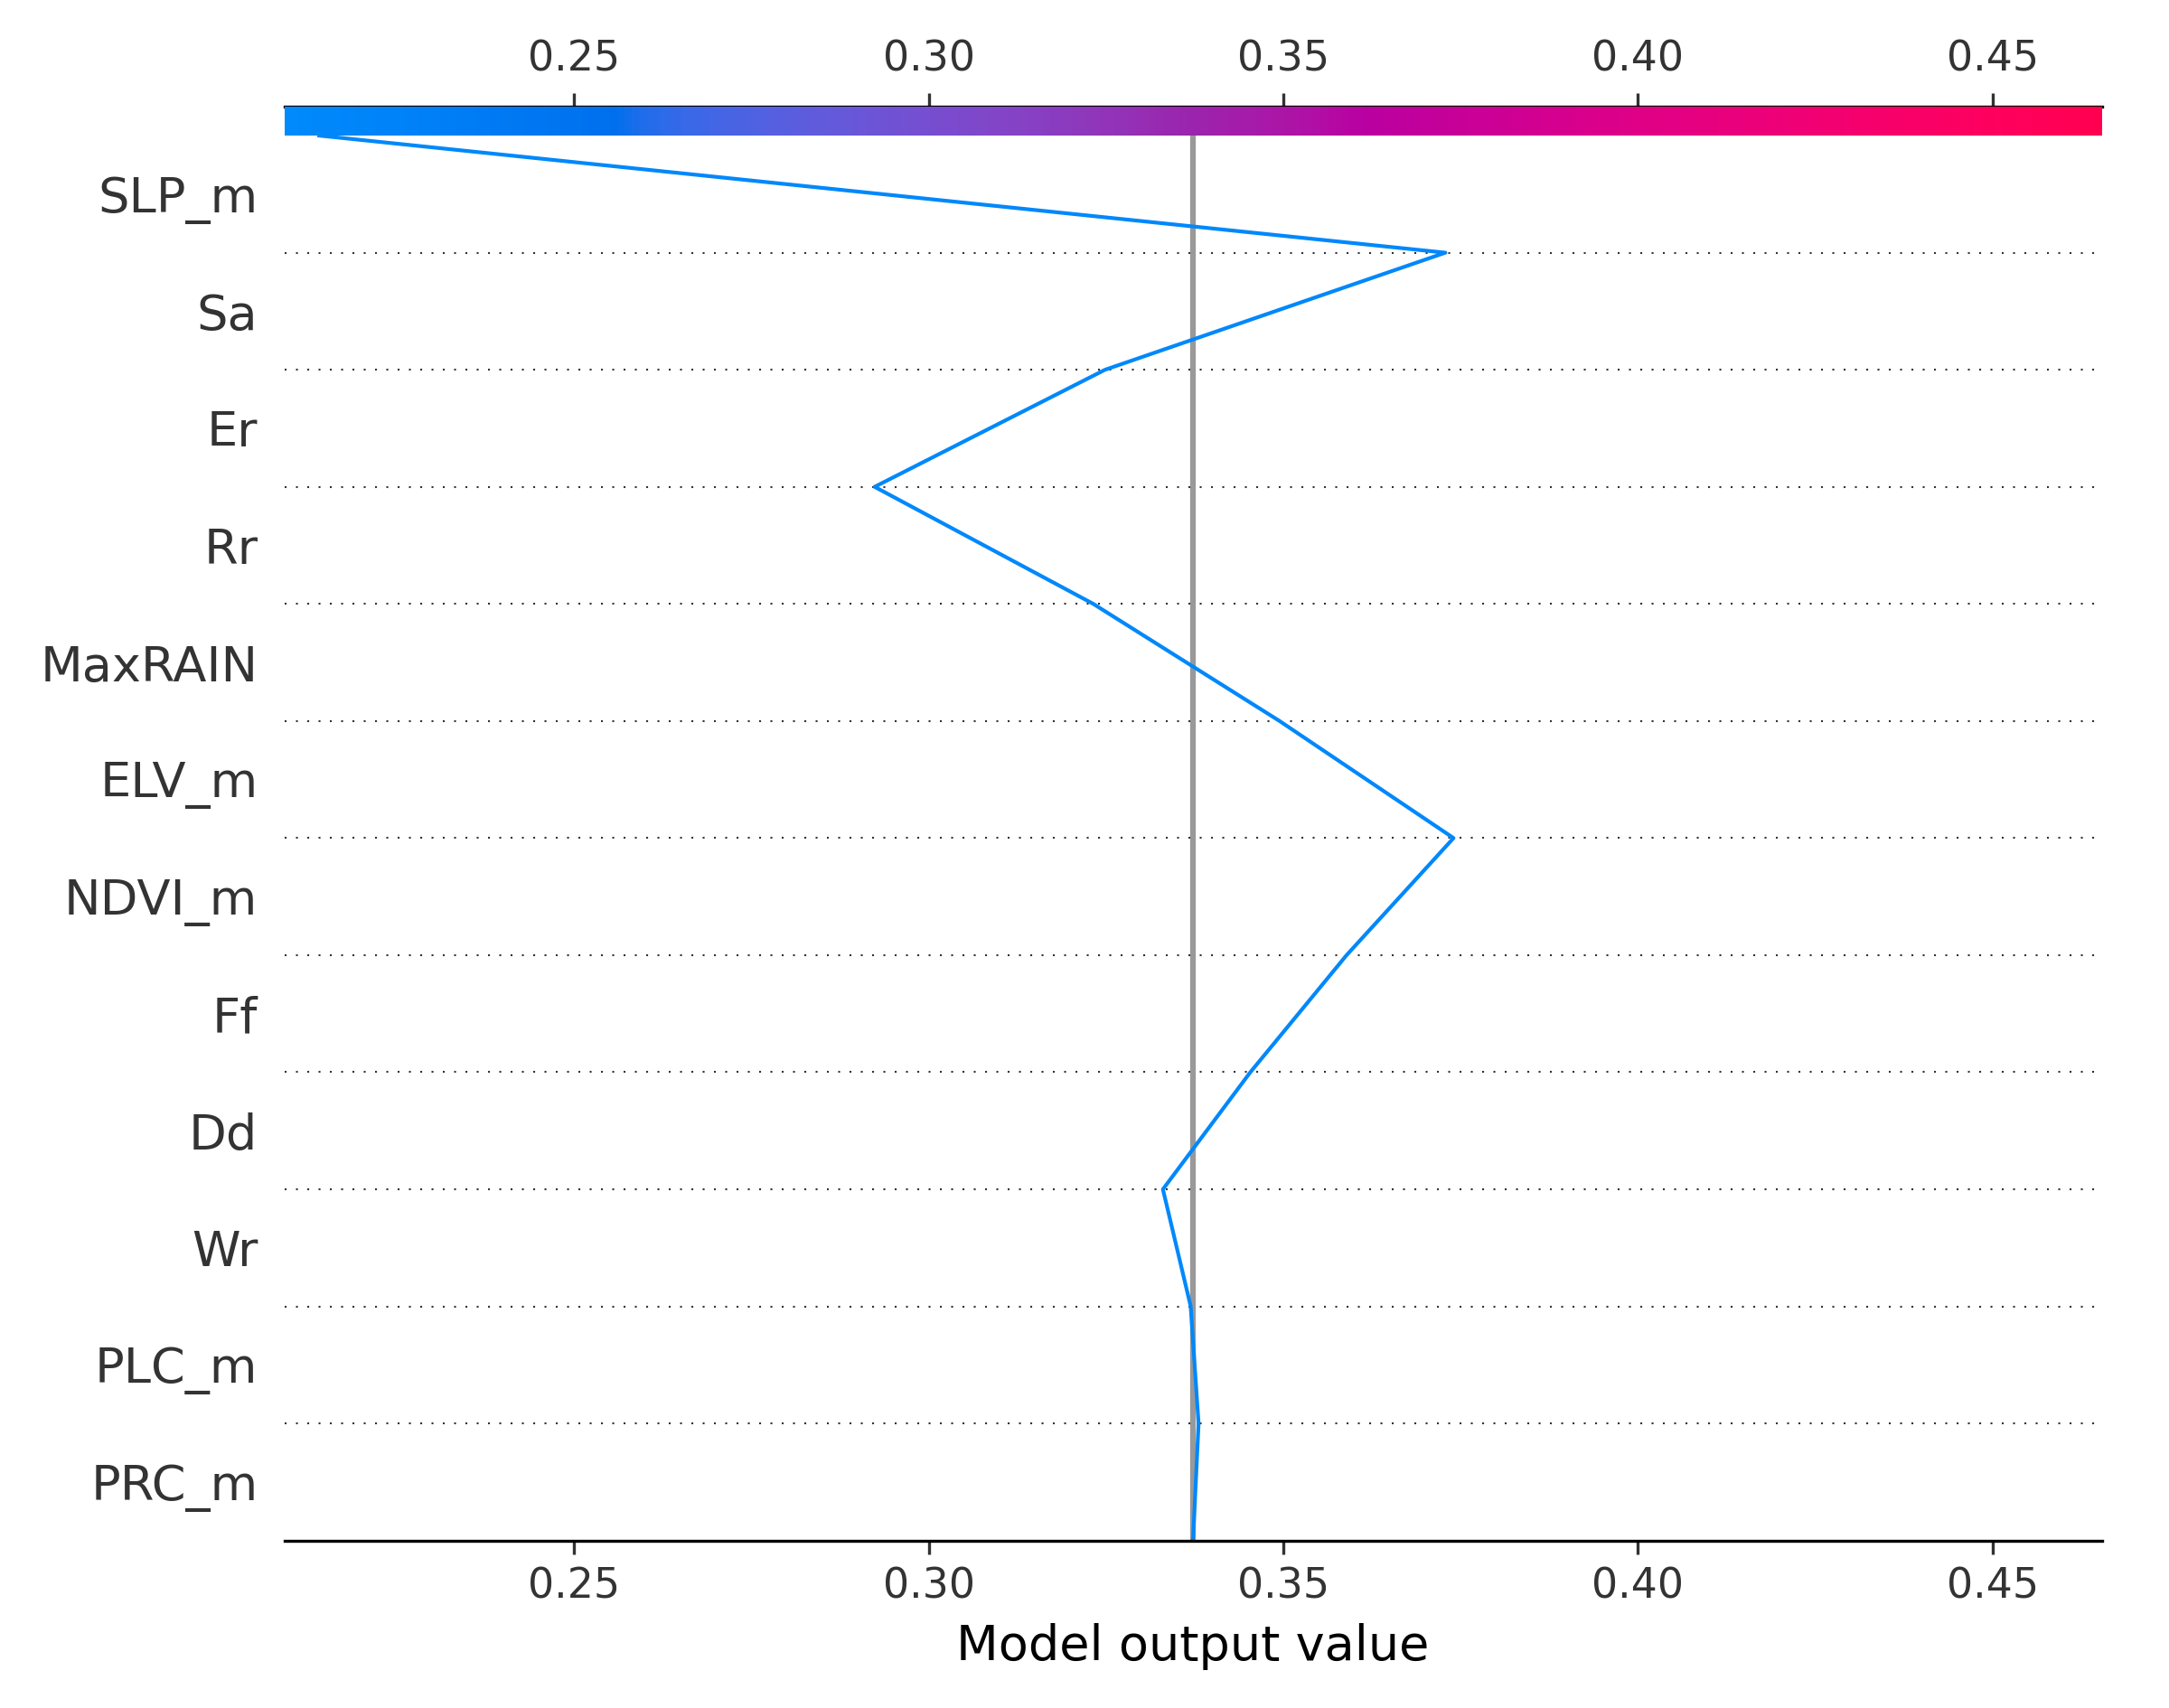 0.25 0.30 0.35 0.40 0.45
SLP_m
Sa
Er
Rr
MaxRAIN
ELV_m
NDVI_m
Ff
Dd
Wr
PLC_m
PRC_m
0.25 0.30 0.35 0.40 0.45
Model output value